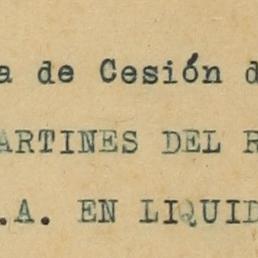 a de Cesión d
ARTINES DEL R
.A. EN LIQUID